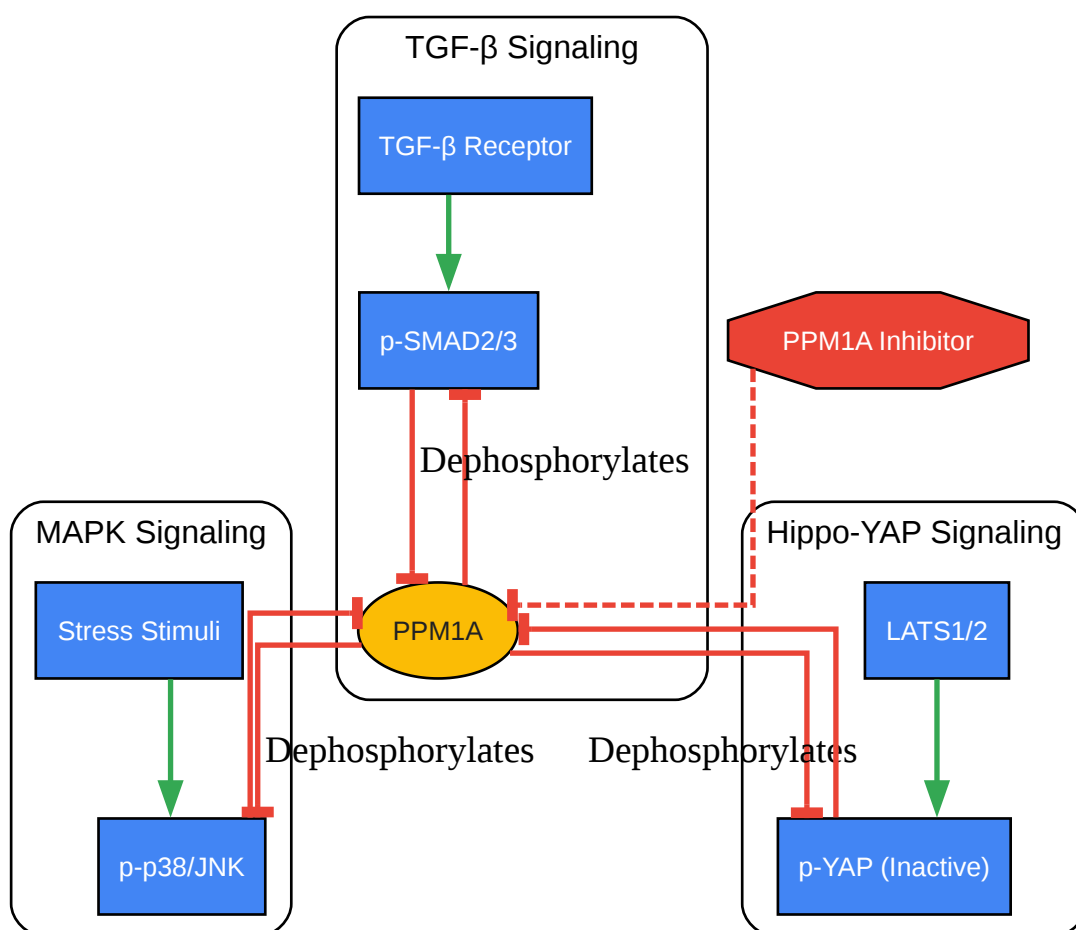 TGF-β Signaling
TGF-β Receptor
p-SMAD2/3
PPM1A Inhibitor
Dephosphorylates
MAPK Signaling
Hippo-YAP Signaling
Stress Stimuli
PPM1A
LATS1/2
Dephosphorylates
Dephosphorylates
p-p38/JNK
p-YAP (Inactive)